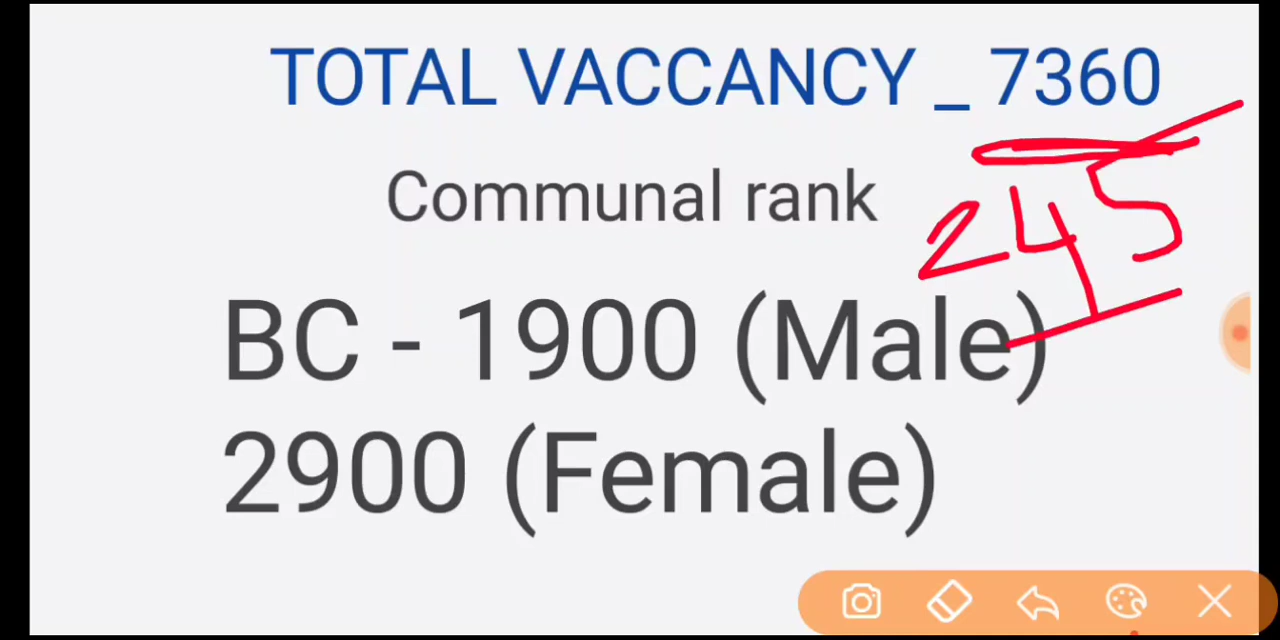 TOTAL VACCANCY _ 7360
Communal rank
245
BC - 1900 (Male)
2900 (Female)